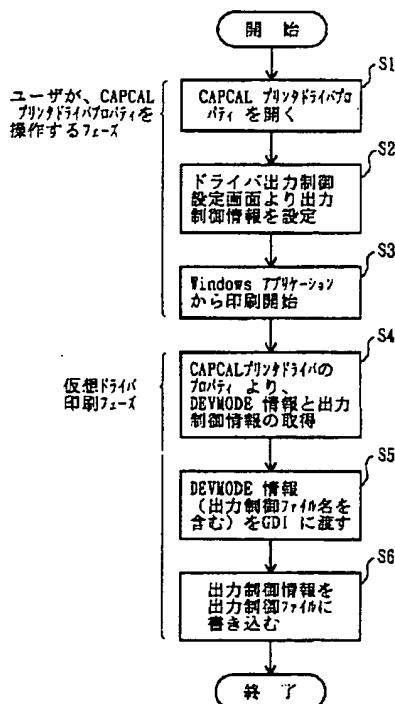 開 始
S1
CAPCAL プリンタドライバプロ
パティ を開く
ユーザが、CAPCAL
プリンタドライバプロパティを
操作するフェーズ
S2
ドライバ出力制御
設定画面より出力
制御情報を設定
S3
Windows アプリケーション
から印刷開始
S4
CAPCALプリンタドライバの
プロパティ より、
DEVMODE 情報と出力
制御情報の取得
仮想ドライバ
印刷フェーズ
S5
DEVMODE 情報
(出力制御ファイル名を
含む)をGDI に渡す
S6
出力制御情報を
出力制御ファイルに
書き込む
終 了